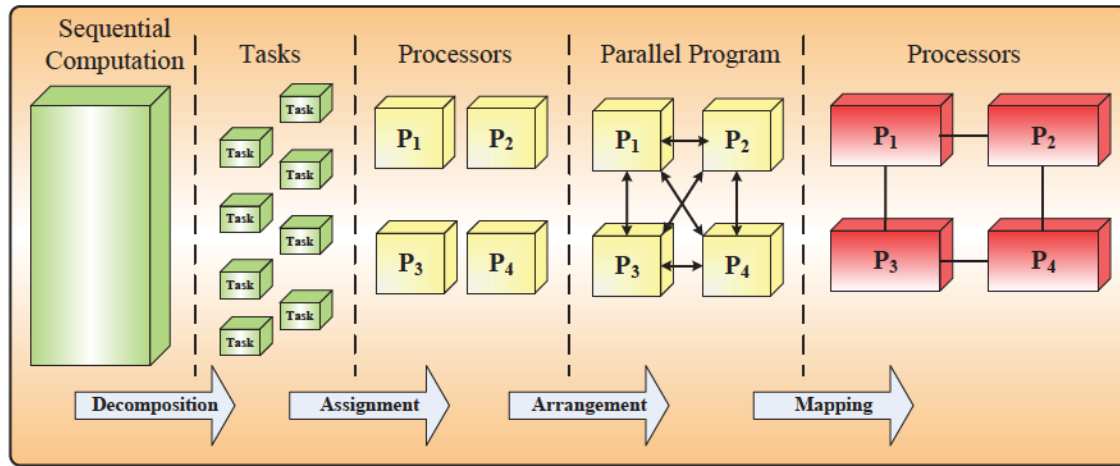 Sequential
Computation
Tasks
Processors
Parallel Program
Processors
Task
Task
Task
Task
Task
Task
Task
Task
P1
P2
P3
P4
P1
P2
P3
P4
P1
P2
P3
P4
Decomposition
Assignment
Arrangement
Mapping